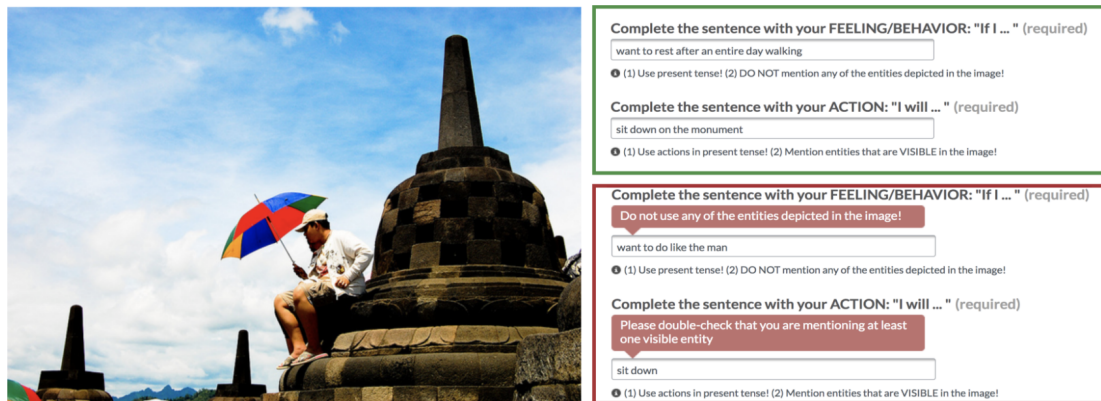 Complete the sentence with your FEELING/BEHAVIOR: "If I ... " (required)
want to rest after an entire day walking
(1) Use present tense! (2) DO NOT mention any of the entities depicted in the image!
Complete the sentence with your ACTION: "I will ... " (required)
sit down on the monument
(1) Use actions in present tense! (2) Mention entities that are VISIBLE in the image!
Complete the sentence with your FEELING/BEHAVIOR: "If I ... " (required)
Do not use any of the entities depicted in the image!
want to do like the man
(1) Use present tense! (2) DO NOT mention any of the entities depicted in the image!
Complete the sentence with your ACTION: "I will ... " (required)
Please double-check that you are mentioning at least
one visible entity
sit down
(1) Use actions in present tense! (2) Mention entities that are VISIBLE in the image!